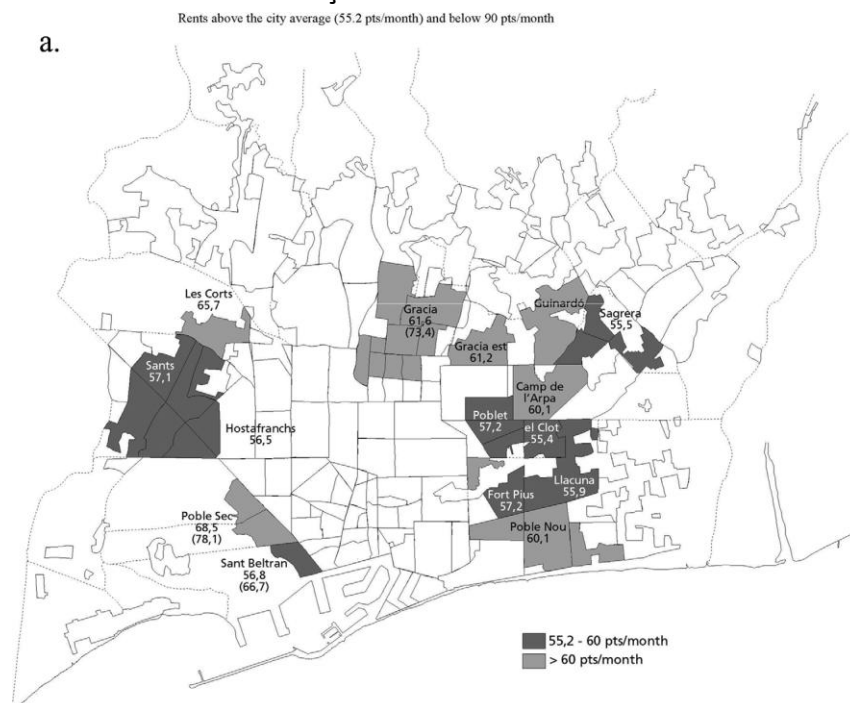 Rents above the city average (55.2 pts/month) and below 90 pts/month
a.
Les Corts
65,7
Gracia
61,6
(73,4)
Guinardó
Sagrera
55,5
Gracia est
61,2
Sants
57,1
Camp de
l'Arpa
60,1
Hostafranchs
56,5
Poblet
57,2
el Clot
55,4
Llacuna
55,9
Fort Pius
57,2
Poble Sec
68,5
(78,1)
Poble Nou
60,1
Sant Beltran
56,8
(66,7)
55,2 - 60 pts/month
> 60 pts/month